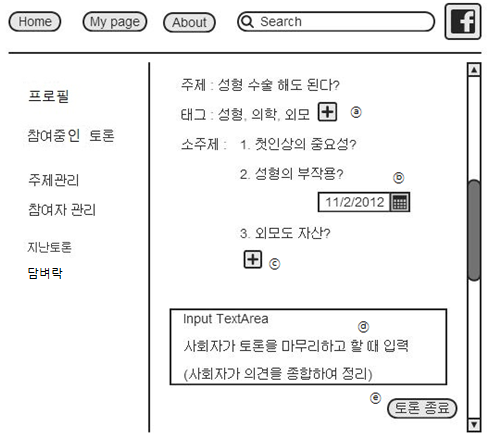 Home My page About Search f
프로필
참여중인 토론
주제관리
참여자 관리
지난토론
담벼락
주제 : 성형 수술 해도 된다?
태그 : 성형, 의학, 외모 + ⓐ
소주제 : 1. 첫인상의 중요성?
2. 성형의 부작용? ⓑ
11/2/2012
3. 외모도 자산?
+ ⓒ
Input TextArea ⓓ
사회자가 토론을 마무리하고 할 때 입력
(사회자가 의견을 종합하여 정리)
ⓔ 토론 종료